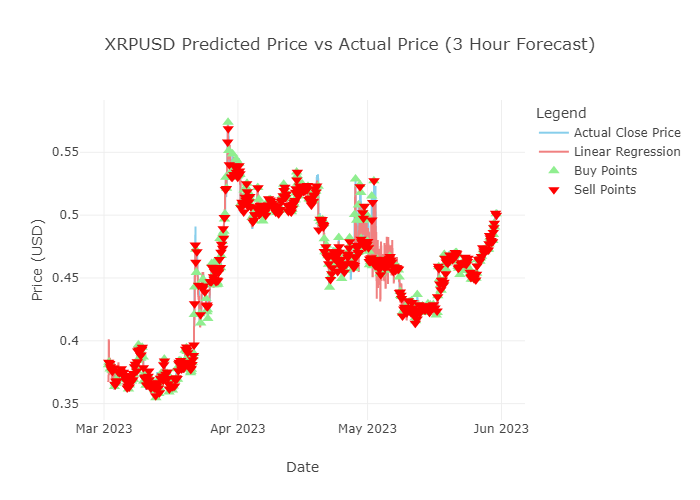 XRPUSD Predicted Price vs Actual Price (3 Hour Forecast)
Legend
Actual Close Price
Linear Regression
Buy Points
Sell Points
0.55
0.5
0.45
0.4
0.35
Price (USD)
Mar 2023
Apr 2023
May 2023
Jun 2023
Date